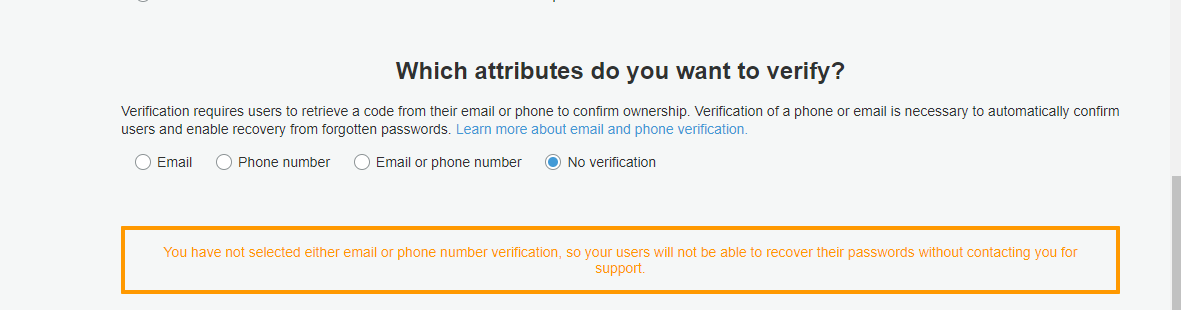 Which attributes do you want to verify?
Verification requires users to retrieve a code from their email or phone to confirm ownership. Verification of a phone or email is necessary to automatically confirm
users and enable recovery from forgotten passwords. Learn more about email and phone verification.
Email Phone number Email or phone number No verification
You have not selected either email or phone number verification, so your users will not be able to recover their passwords without contacting you for
support.